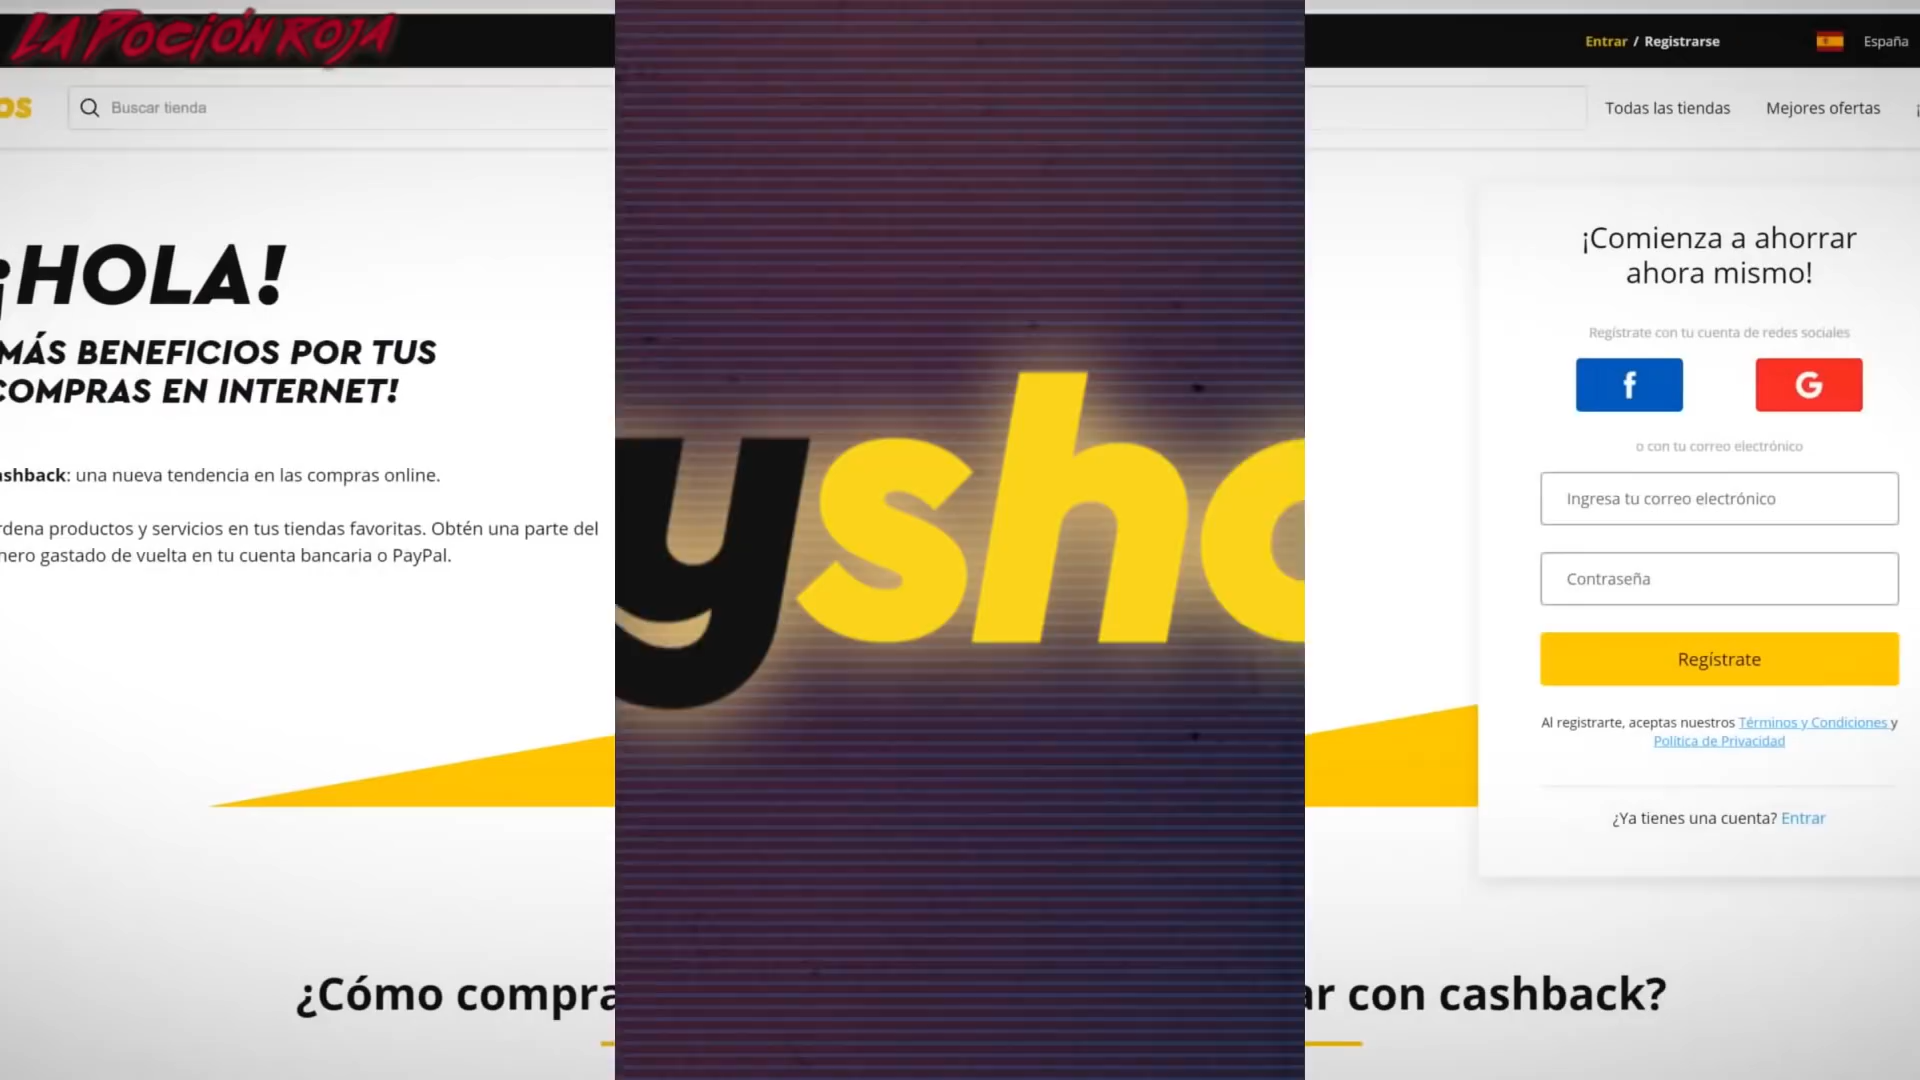 LA POCIÓN ROJA
Entrar / Registrarse
España
os
Buscar tienda
Todas las tiendas
Mejores ofertas
¡HOLA!
MÁS BENEFICIOS POR TUS
COMPRAS EN INTERNET!
ashback: una nueva tendencia en las compras online.
rdena productos y servicios en tus tiendas favoritas. Obtén una parte del
nero gastado de vuelta en tu cuenta bancaria o PayPal.
ysho
¡Comienza a ahorrar
ahora mismo!
Regístrate con tu cuenta de redes sociales
f
G
o con tu correo electrónico
Ingresa tu correo electrónico
Contraseña
Regístrate
Al registrarte, aceptas nuestros Términos y Condiciones y
Política de Privacidad
¿Ya tienes una cuenta? Entrar
¿Cómo compra
ar con cashback?